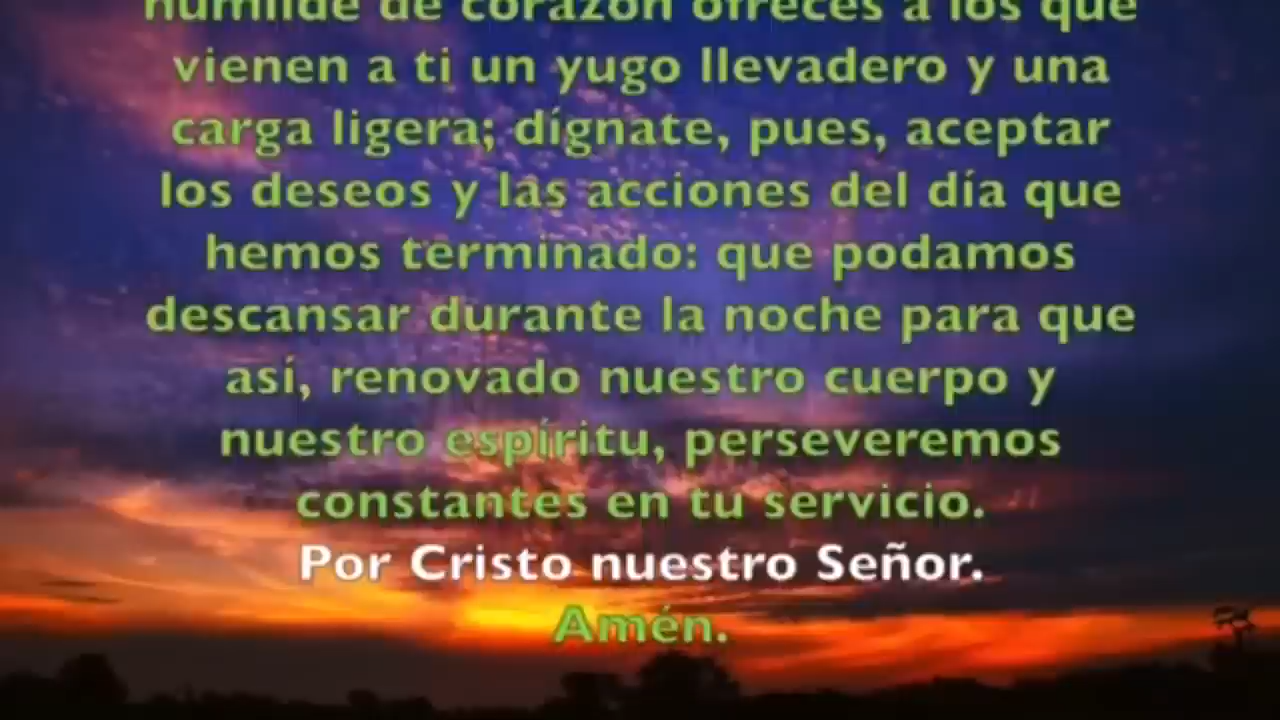 humilde de corazón ofreces a los que
vienen a ti un yugo llevadero y una
carga ligera; dígnate, pues, aceptar
los deseos y las acciones del día que
hemos terminado: que podamos
descansar durante la noche para que
así, renovado nuestro cuerpo y
nuestro espíritu, perseveremos
constantes en tu servicio.
Por Cristo nuestro Señor.
Amén.